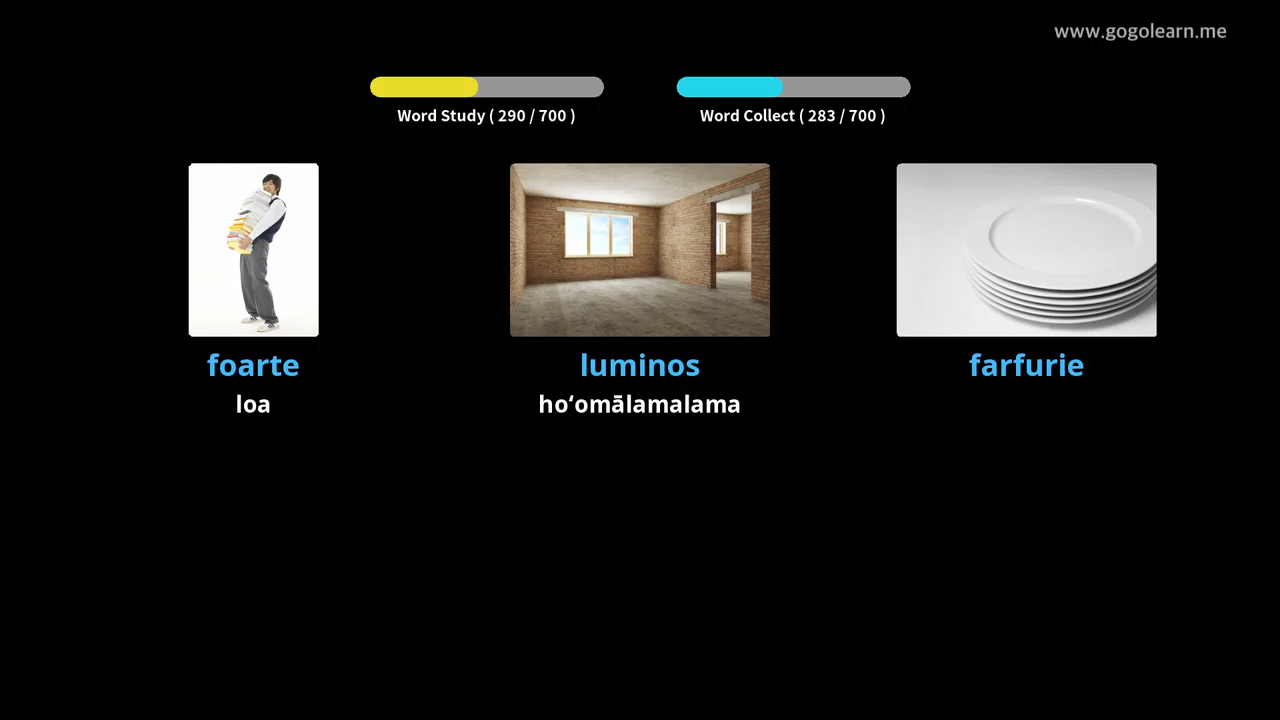 www.gogolearn.me
Word Study ( 290 / 700 )
Word Collect ( 283 / 700 )
foarte
loa
luminos
hoʻomālamalama
farfurie